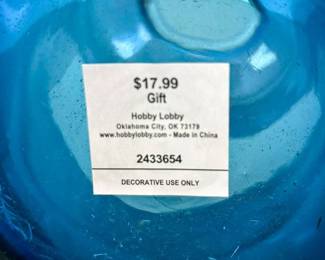 $17.99
Gift
Hobby Lobby
Oklahoma City, OK 73179
www.hobbylobby.com - Made in China
2433654
DECORATIVE USE ONLY